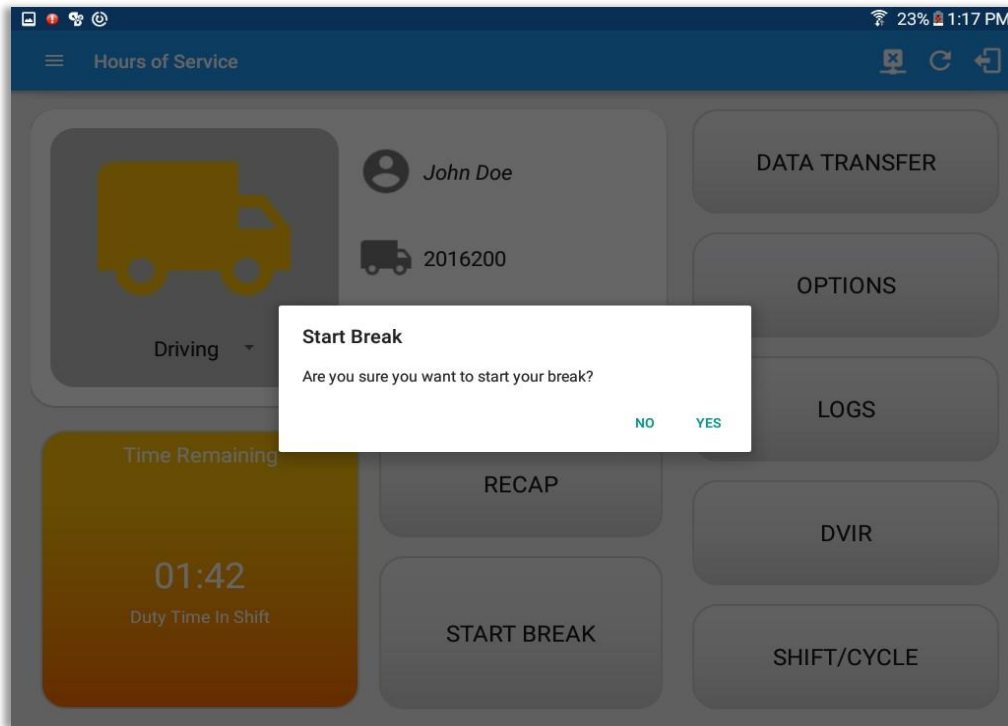 23% 1:17 PM
Hours of Service
John Doe
2016200
Driving
Start Break
Are you sure you want to start your break?
NO YES
Time Remaining
01:42
Duty Time In Shift
RECAP
START BREAK
DATA TRANSFER
OPTIONS
LOGS
DVIR
SHIFT/CYCLE